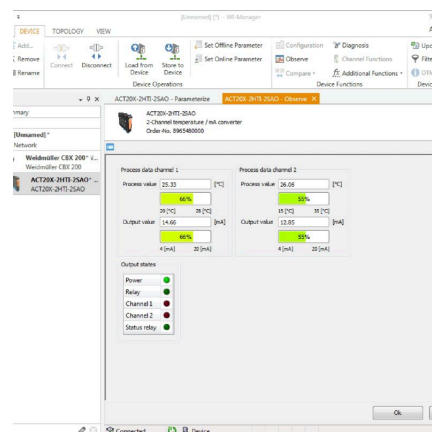 [Unnamed] (*) - WI-Manager
DEVICE TOPOLOGY VIEW
Add...
Remove
Rename
Connect Disconnect
Load from Device Store to Device
Set Offline Parameter
Set Online Parameter
Configuration Diagnosis
Observe Channel Functions
Compare Additional Functions
Device Operations Device Functions
ACT20X-2HTI-2SAO - Parameterize ACT20X-2HTI-2SAO - Observe
ACT20X-2HTI-2SAO
2-Channel temperature / mA converter
Order-No. 8965480000
[Unnamed]*
Network
Weidmüller CBX 200*
Weidmüller CBX 200
ACT20X-2HTI-2SAO* ...
ACT20X-2HTI-2SAO
Process data channel 1 Process data channel 2
Process value 25.33 [°C] Process value 26.06 [°C]
66% 55%
20 [°C] 28 [°C] 15 [°C] 35 [°C]
Output value 14.66 [mA] Output value 12.85 [mA]
66% 55%
4 [mA] 20 [mA] 4 [mA] 20 [mA]
Output states
Power
Relay
Channel 1
Channel 2
Status relay
Ok
Connected Device